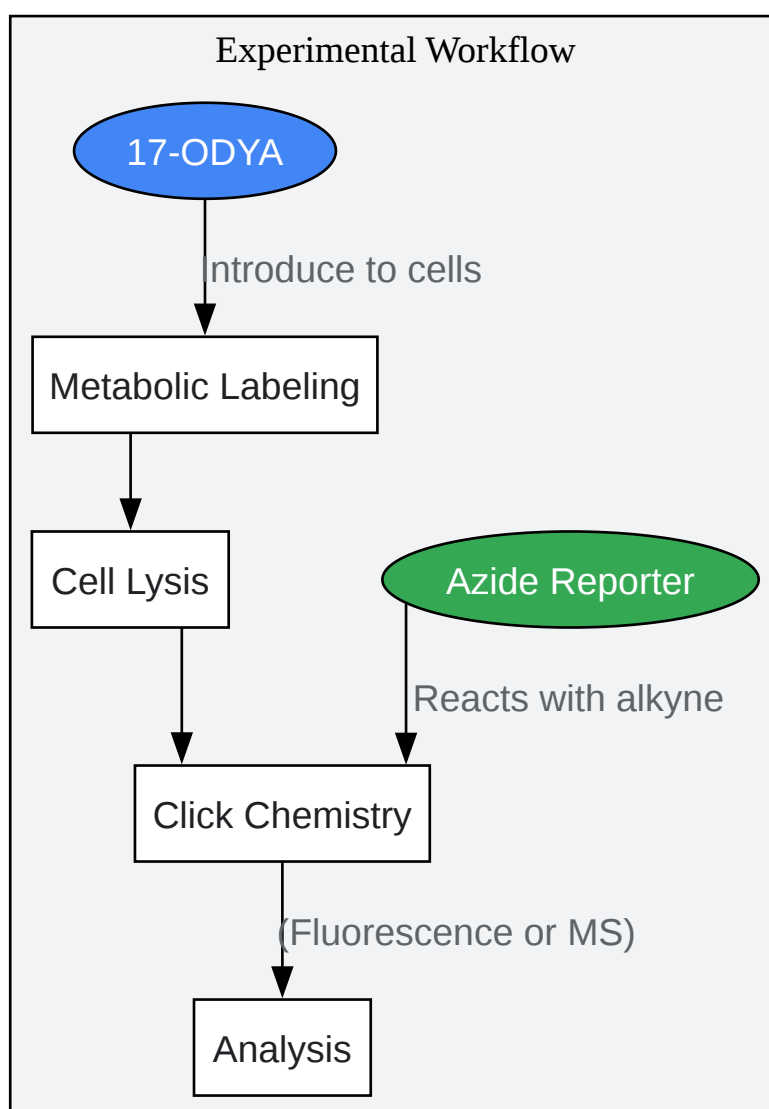 Experimental Workflow
17-ODYA
Introduce to cells
Metabolic Labeling
Cell Lysis
Azide Reporter
Reacts with alkyne
Click Chemistry
(Fluorescence or MS)
Analysis